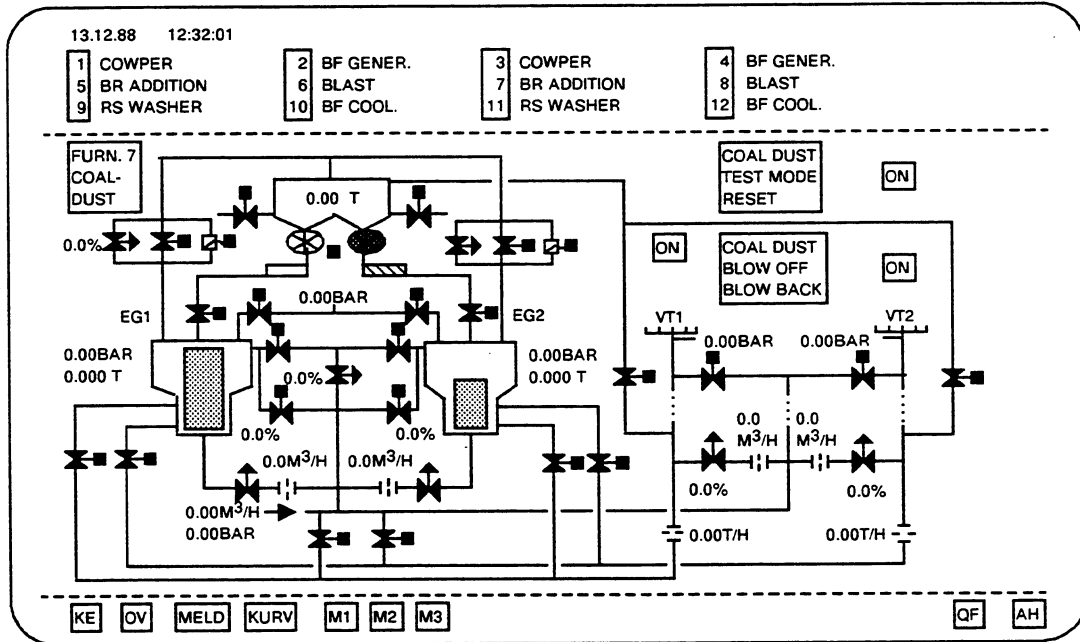 13.12.88 12:32:01
1 COWPER 2 BF GENER. 3 COWPER 4 BF GENER.
5 BR ADDITION 6 BLAST 7 BR ADDITION 8 BLAST
9 RS WASHER 10 BF COOL. 11 RS WASHER 12 BF COOL.
FURN. 7
COAL-
DUST
0.00 T
COAL DUST
TEST MODE
RESET
ON
0.0%
ON
COAL DUST
BLOW OFF
BLOW BACK
ON
0.00BAR
EG1
EG2
VT1
VT2
0.00BAR
0.00BAR
0.00BAR
0.000 T
0.0%
0.00BAR
0.000 T
0.0%
0.0%
0.0
M³/H
0.0
M³/H
0.0M³/H
0.0M³/H
0.0%
0.0%
0.00M³/H
0.00BAR
0.00T/H
0.00T/H
KE OV MELD KURV M1 M2 M3 QF AH